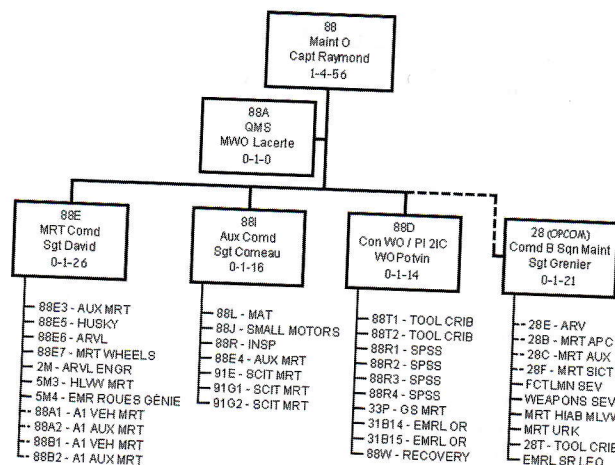 88
Maint O
Capt Raymond
1-4-56
88A
QMS
MWO Lacerte
0-1-0
88E
MRT Comd
Sgt David
0-1-26
88E3 - AUX MRT
88E5 - HUSKY
88E6 - ARVL
88E7 - MRT WHEELS
2M - ARVL ENGR
5M3 - HLVW MRT
5M4 - EMR ROUES GÉNIE
88A1 - A1 VEH MRT
88A2 - A1 AUX MRT
88B1 - A1 VEH MRT
88B2 - A1 AUX MRT
88I
Aux Comd
Sgt Comeau
0-1-16
88L - MAT
88J - SMALL MOTORS
88R - INSP
88E4 - AUX MRT
91E - SCIT MRT
91G1 - SCIT MRT
91G2 - SCIT MRT
88D
Con WO / Pl 2IC
WO Potvin
0-1-14
88T1 - TOOL CRIB
88T2 - TOOL CRIB
88R1 - SPSS
88R2 - SPSS
88R3 - SPSS
88R4 - SPSS
33P - GS MRT
31B14 - EMRL OR
31B15 - EMRL OR
88W - RECOVERY
28 (OPCOM)
Comd B Sqn Maint
Sgt Grenier
0-1-21
28E - ARV
28B - MRT APC
28C - MRT AUX
28F - MRT SICT
FCTLMN SEV
WEAPONS SEV
MRT HIAB MLVW
MRT URK
28T - TOOL CRIB
EMRL SR LEO